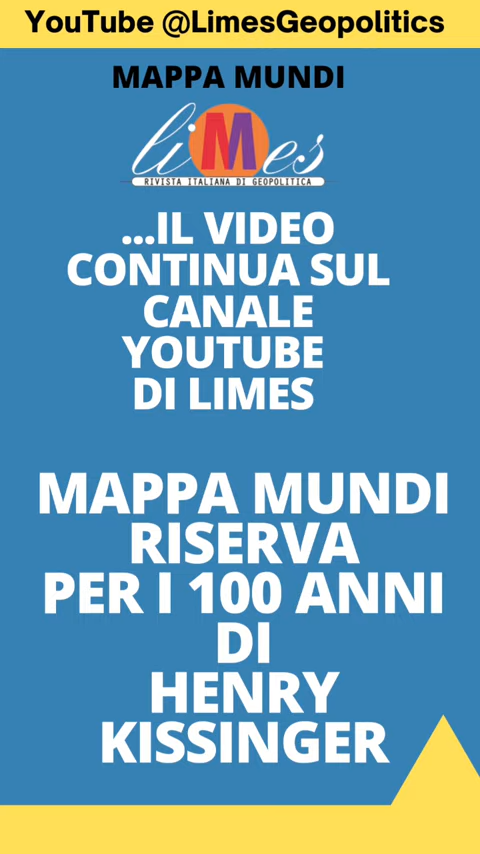 YouTube @LimesGeopolitics
MAPPA MUNDI
liMes
RIVISTA ITALIANA DI GEOPOLITICA
...IL VIDEO
CONTINUA SUL
CANALE
YOUTUBE
DI LIMES
MAPPA MUNDI
RISERVA
PER I 100 ANNI
DI
HENRY
KISSINGER